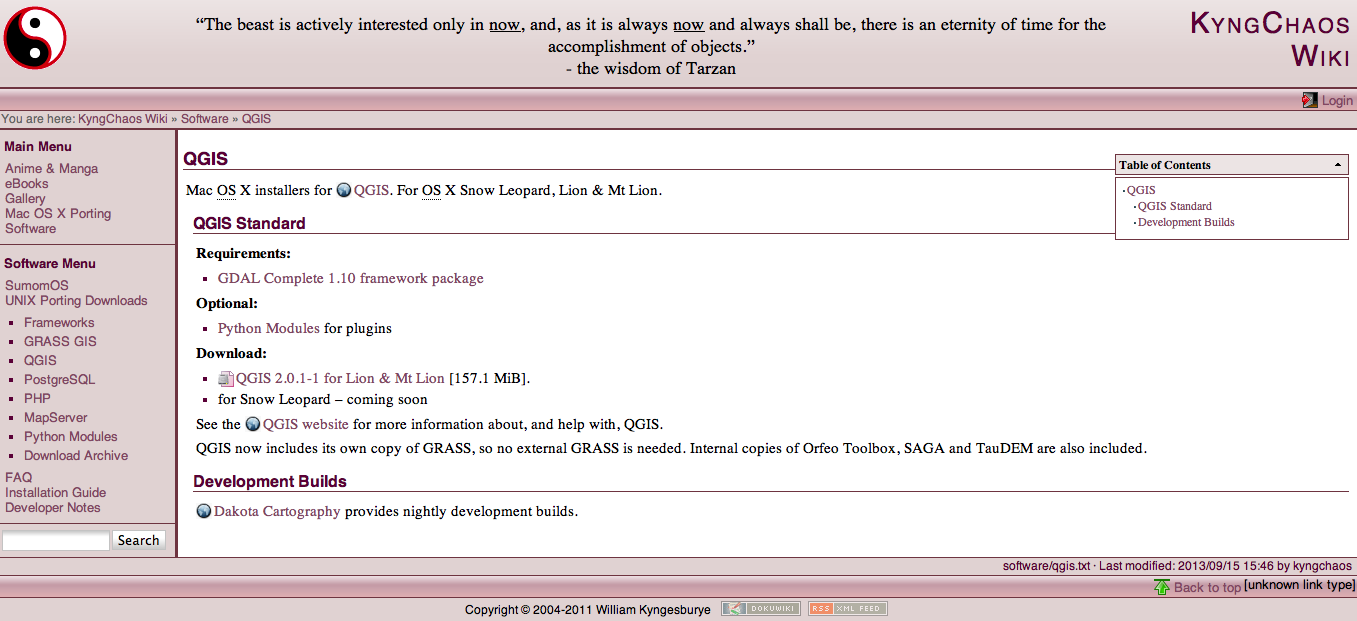 “The beast is actively interested only in now, and, as it is always now and always shall be, there is an eternity of time for the
accomplishment of objects.”
- the wisdom of Tarzan
KyngChaos
Wiki
Login
You are here: KyngChaos Wiki » Software » QGIS
Main Menu
Anime & Manga
eBooks
Gallery
Mac OS X Porting
Software
Software Menu
SumomOS
UNIX Porting Downloads
Frameworks
GRASS GIS
QGIS
PostgreSQL
PHP
MapServer
Python Modules
Download Archive
FAQ
Installation Guide
Developer Notes
Search
QGIS
Mac OS X installers for QGIS. For OS X Snow Leopard, Lion & Mt Lion.
Table of Contents
QGIS
QGIS Standard
Development Builds
QGIS Standard
Requirements:
GDAL Complete 1.10 framework package
Optional:
Python Modules for plugins
Download:
QGIS 2.0.1-1 for Lion & Mt Lion [157.1 MiB].
for Snow Leopard – coming soon
See the QGIS website for more information about, and help with, QGIS.
QGIS now includes its own copy of GRASS, so no external GRASS is needed. Internal copies of Orfeo Toolbox, SAGA and TauDEM are also included.
Development Builds
Dakota Cartography provides nightly development builds.
software/qgis.txt · Last modified: 2013/09/15 15:46 by kyngchaos
Back to top [unknown link type]
Copyright © 2004-2011 William Kyngesburye
DOKUWIKI
RSS XML FEED